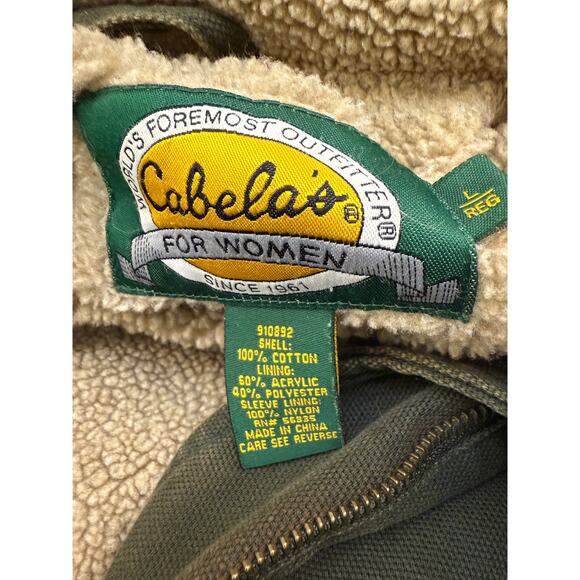 WORLD'S FOREMOST OUTFITTER®
Cabela's®
FOR WOMEN
SINCE 1961
L
REG
910892
SHELL:
100% COTTON
LINING:
60% ACRYLIC
40% POLYESTER
SLEEVE LINING:
100% NYLON
RN# 56835
MADE IN CHINA
CARE SEE REVERSE